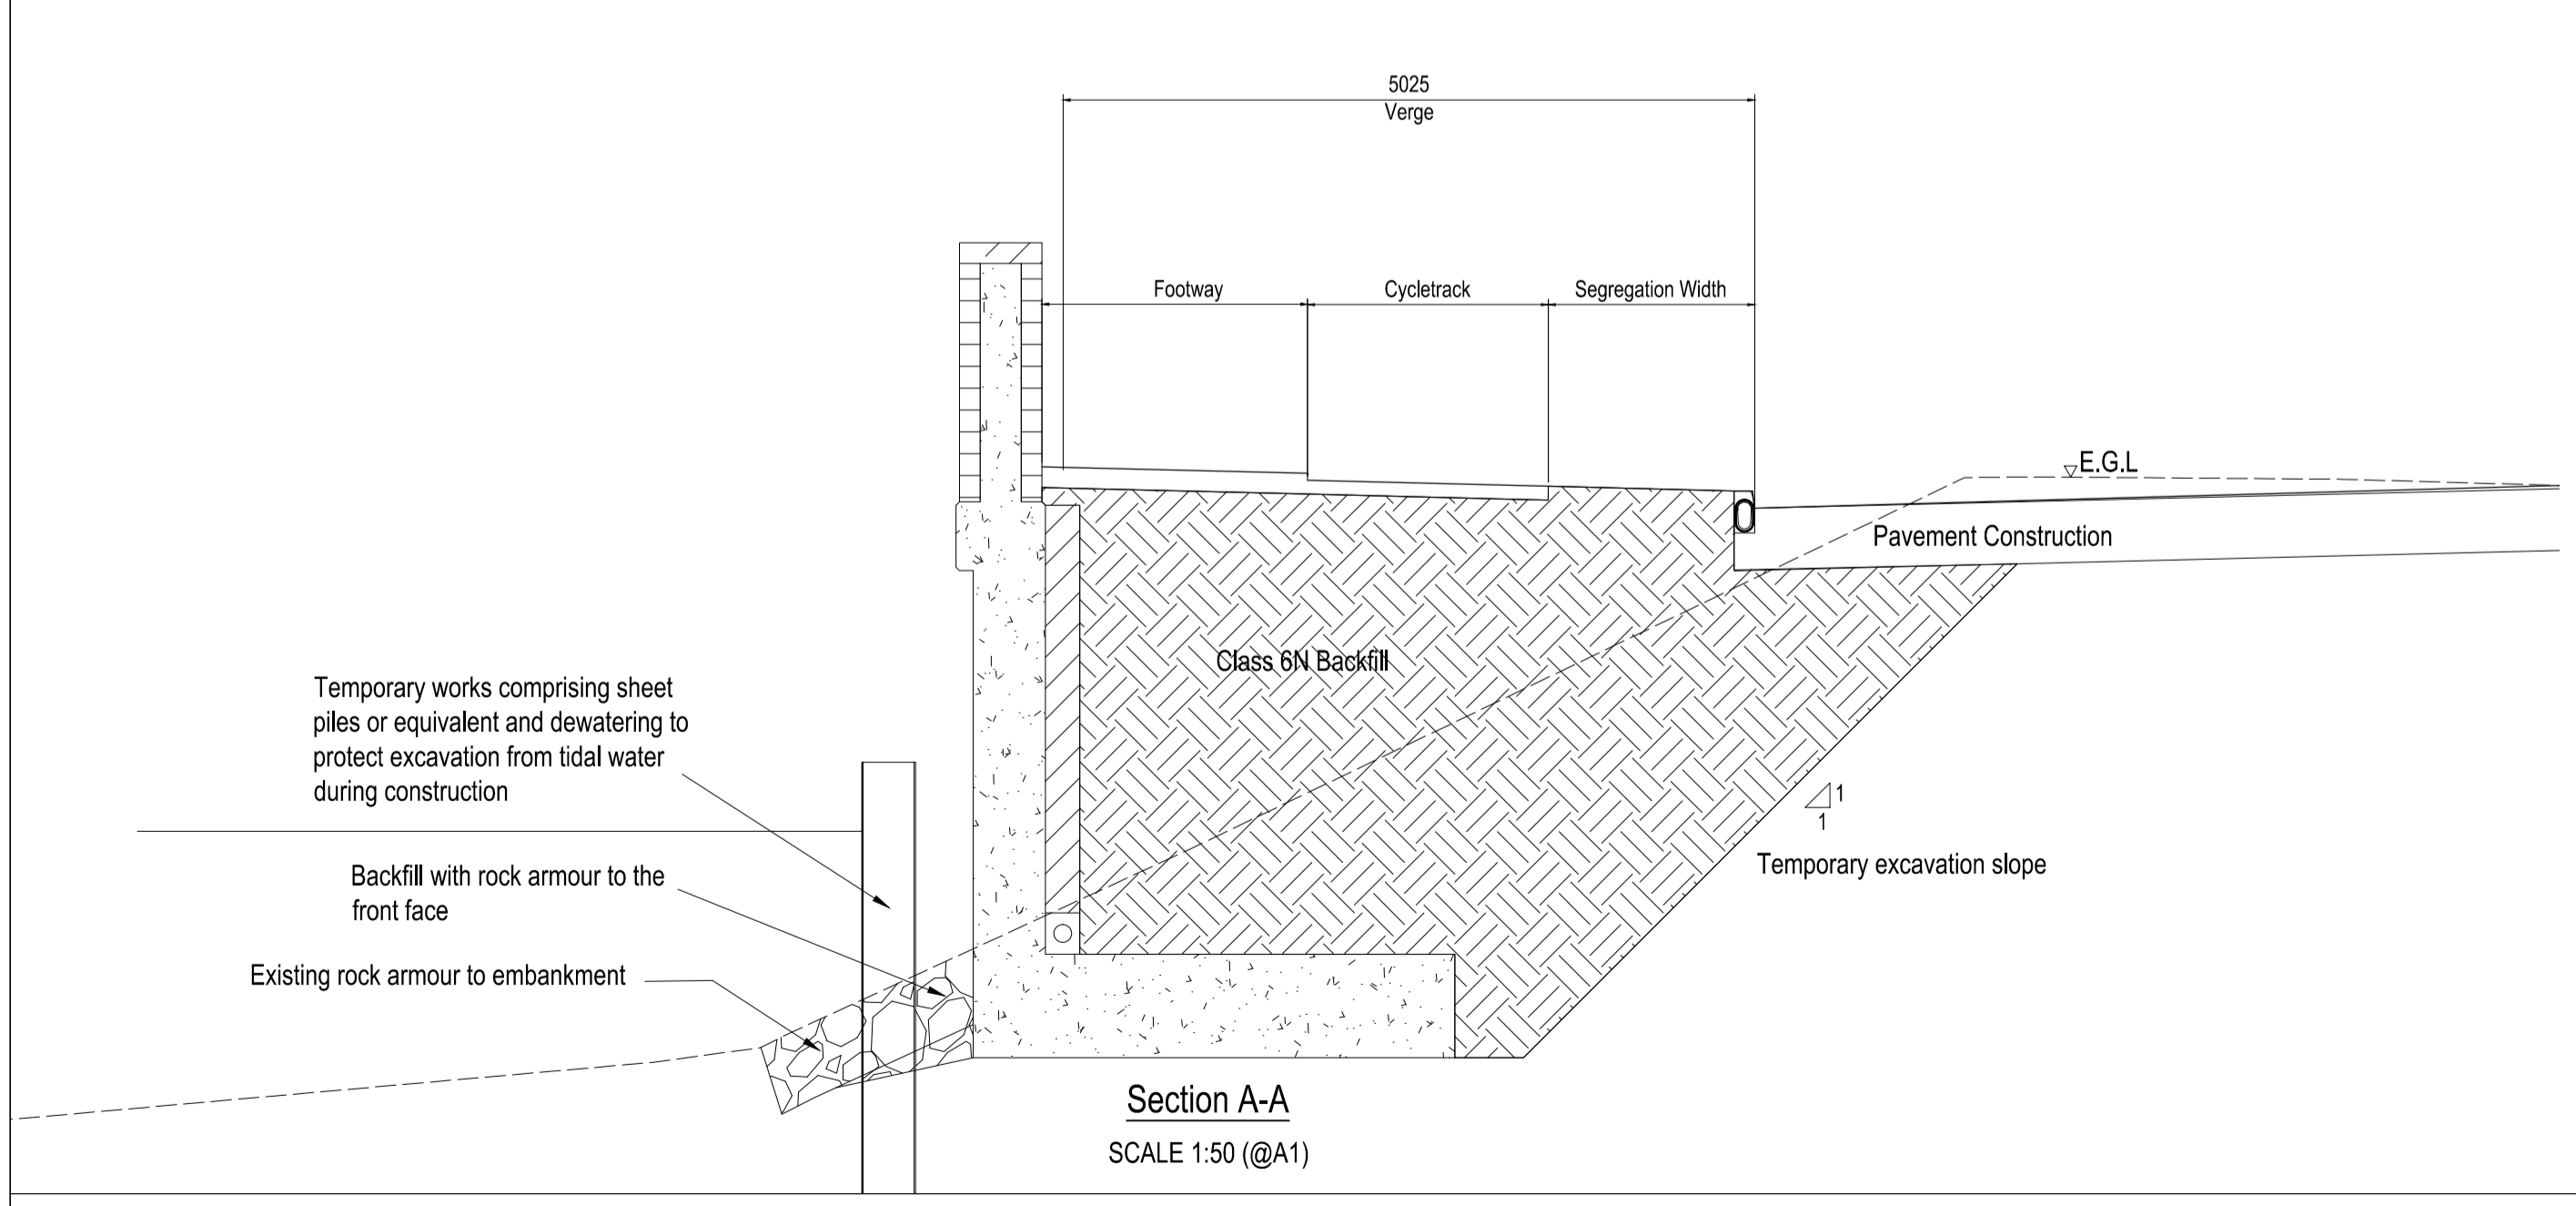 5025
Verge
Footway
Cycletrack
Segregation Width
E.G.L
Pavement Construction
Class 6N Backfill
Temporary works comprising sheet
piles or equivalent and dewatering to
protect excavation from tidal water
during construction
1
1
Temporary excavation slope
Backfill with rock armour to the
front face
Existing rock armour to embankment
Section A-A
SCALE 1:50 (@A1)